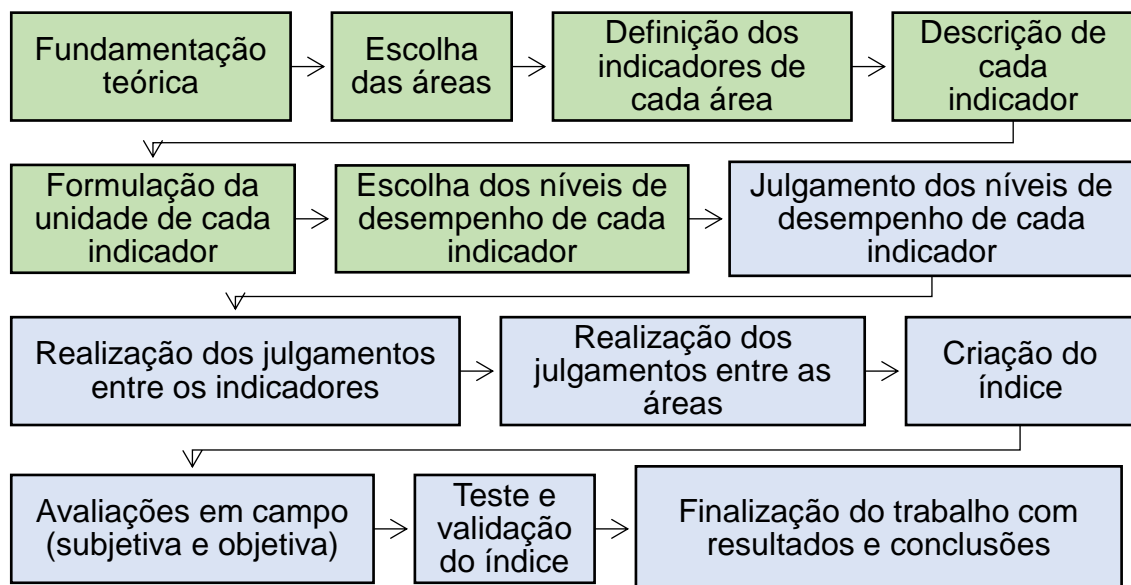 Fundamentação
teórica
Escolha
das áreas
Definição dos
indicadores de
cada área
Descrição de
cada
indicador
Formulação da
unidade de cada
indicador
Escolha dos níveis de
desempenho de cada
indicador
Julgamento dos níveis de
desempenho de cada
indicador
Realização dos julgamentos
entre os indicadores
Realização dos
julgamentos entre as
áreas
Criação do
índice
Avaliações em campo
(subjetiva e objetiva)
Teste e
validação
do índice
Finalização do trabalho com
resultados e conclusões